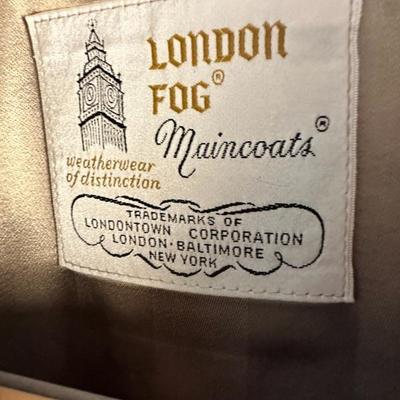 LONDON
FOG®
Maincoats®
weatherwear
of distinction
TRADEMARKS OF
LONDONTOWN CORPORATION
LONDON · BALTIMORE
NEW YORK